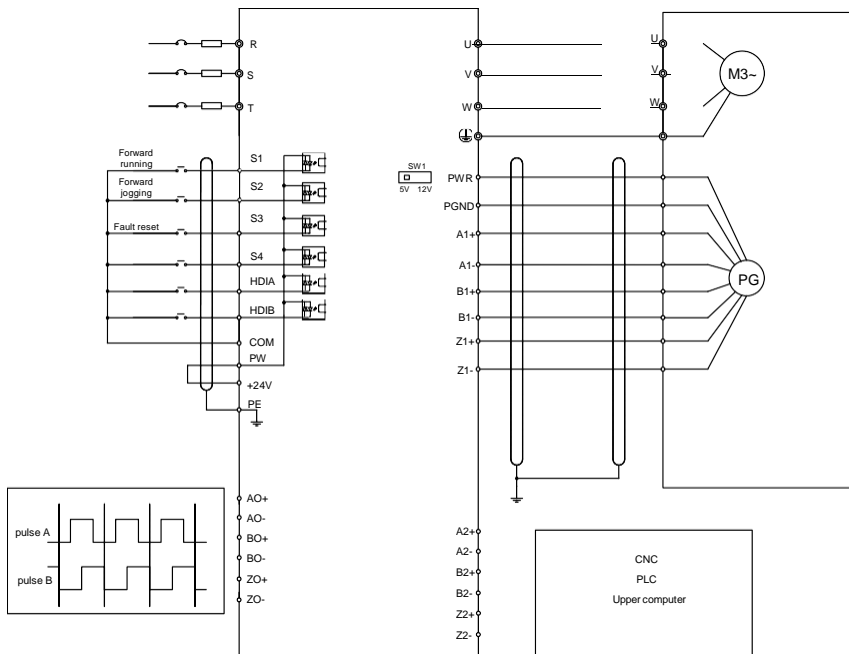 R
S
T
Forward
running
S1
Forward
jogging
S2
S3
Fault reset
S4
HDIA
HDIB
COM
PW
+24V
PE
U
V
W
U
V
W
M3~
SW1
5V 12V
PWR
PGND
A1+
A1-
B1+
B1-
Z1+
Z1-
PG
pulse A
pulse B
AO+
AO-
BO+
BO-
ZO+
ZO-
A2+
A2-
B2+
B2-
Z2+
Z2-
CNC
PLC
Upper computer